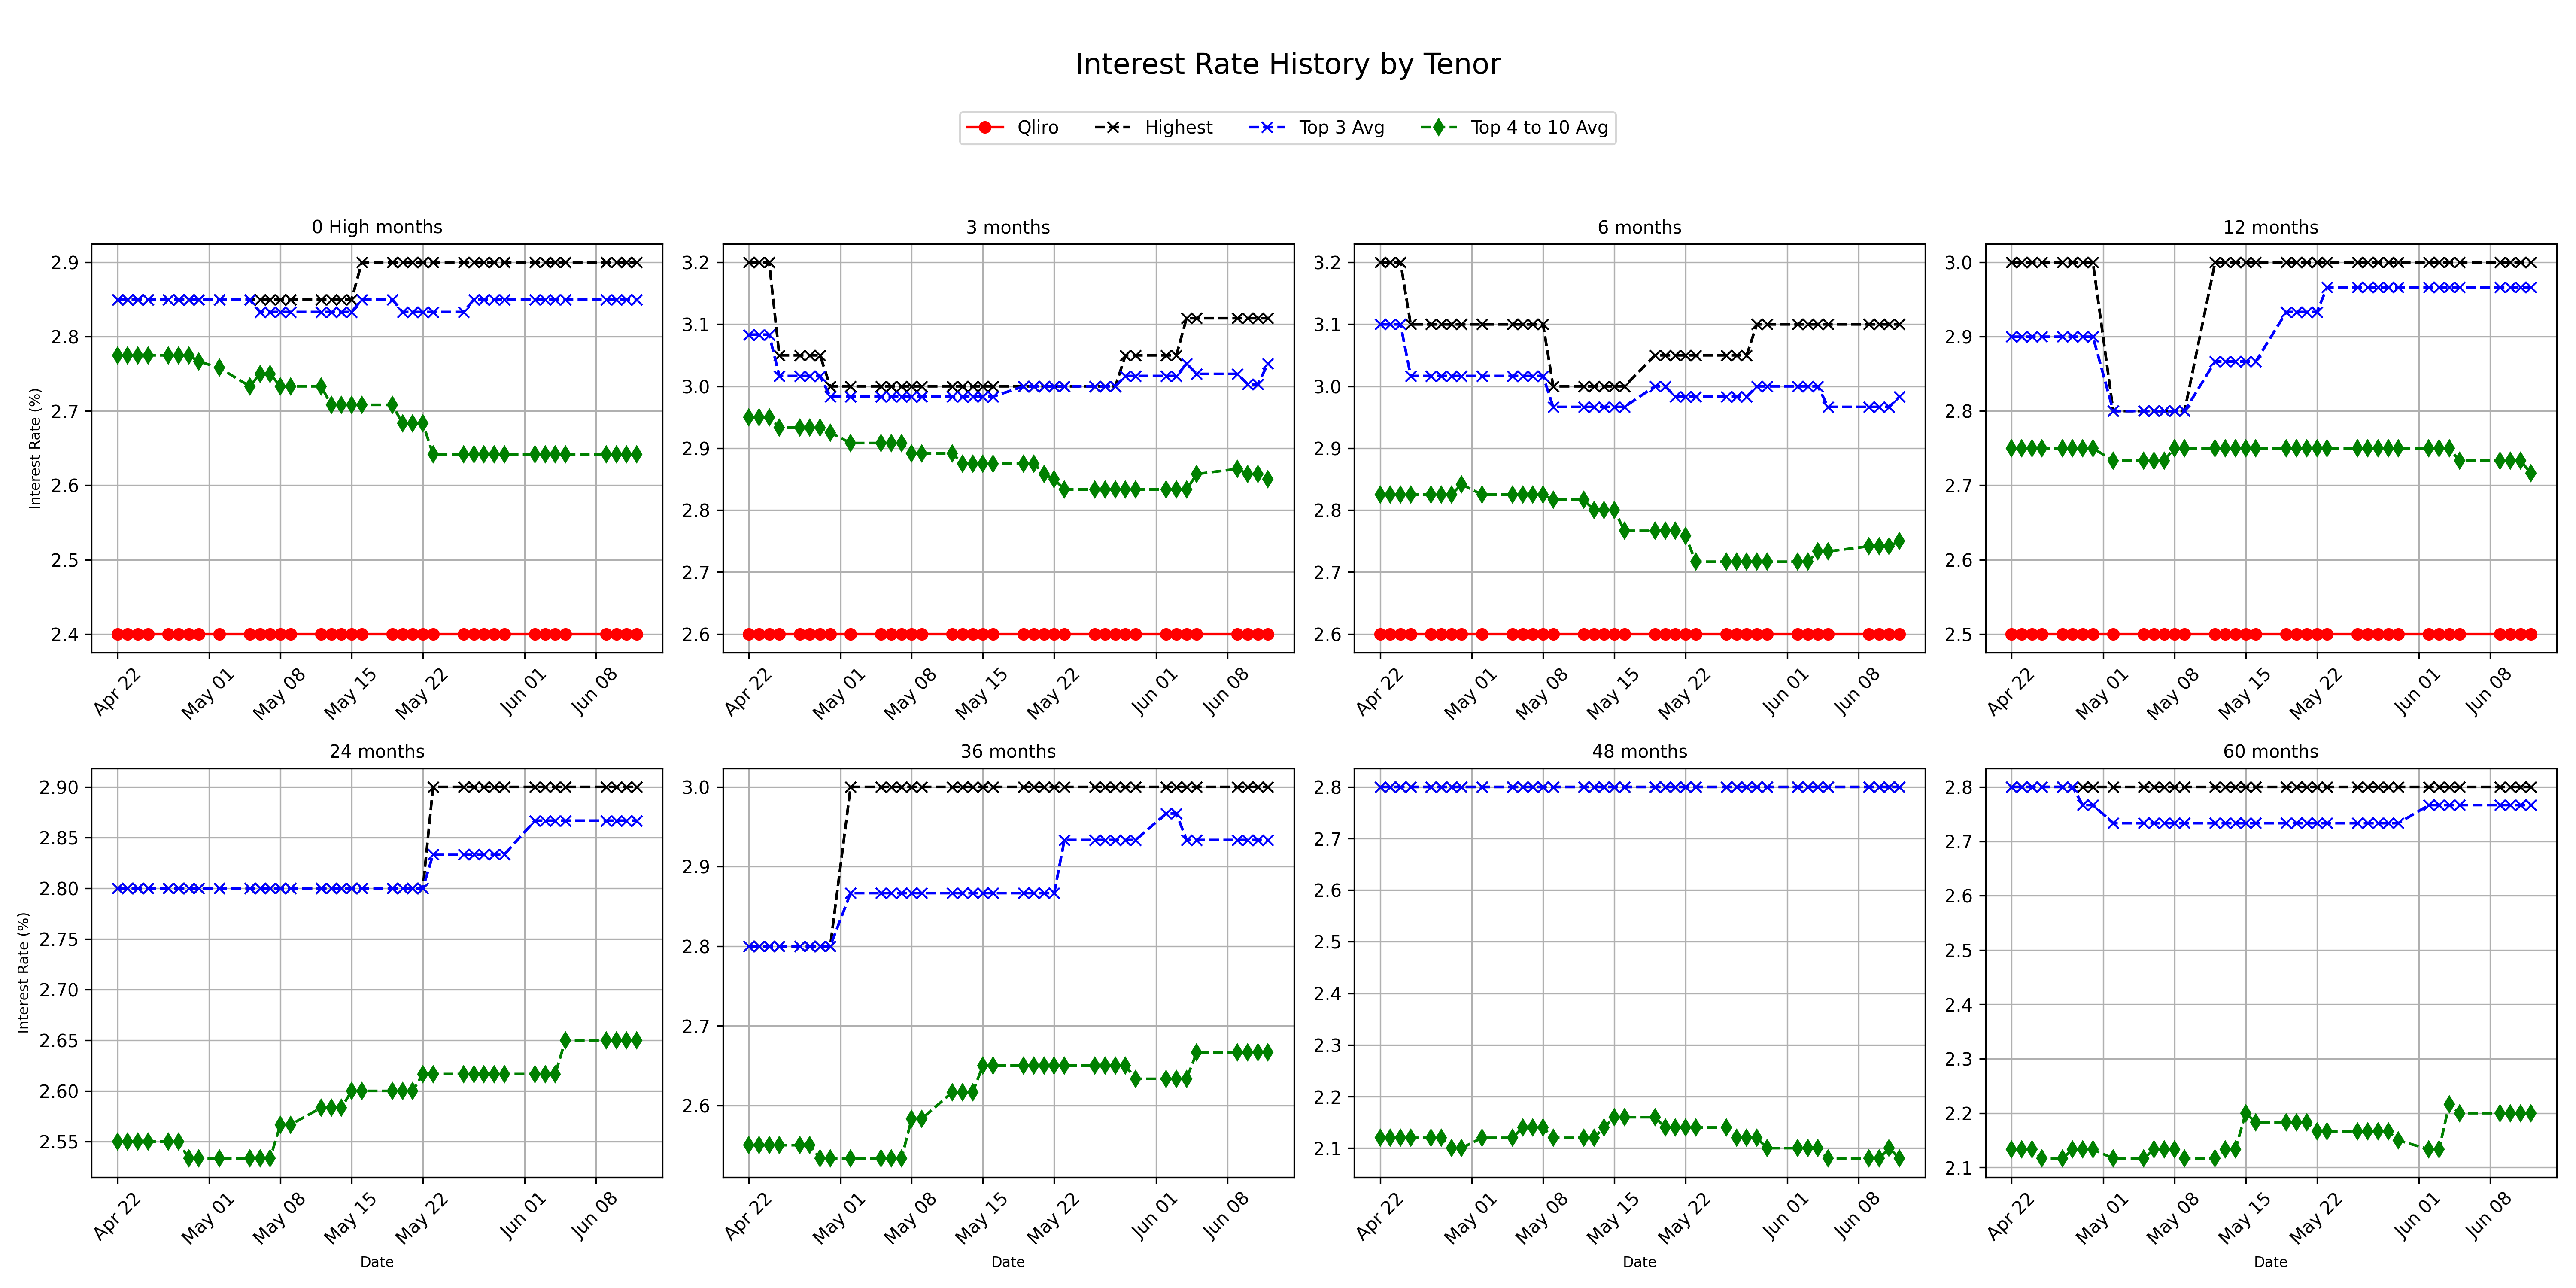 Interest Rate History by Tenor
Qliro Highest Top 3 Avg Top 4 to 10 Avg
0 High months
Interest Rate (%)
2.9
2.8
2.7
2.6
2.5
2.4
Apr 22 May 01 May 08 May 15 May 22 Jun 01 Jun 08
3 months
3.2
3.1
3.0
2.9
2.8
2.7
2.6
Apr 22 May 01 May 08 May 15 May 22 Jun 01 Jun 08
6 months
3.2
3.1
3.0
2.9
2.8
2.7
2.6
Apr 22 May 01 May 08 May 15 May 22 Jun 01 Jun 08
12 months
3.0
2.9
2.8
2.7
2.6
2.5
Apr 22 May 01 May 08 May 15 May 22 Jun 01 Jun 08
24 months
Interest Rate (%)
2.90
2.85
2.80
2.75
2.70
2.65
2.60
2.55
Apr 22 May 01 May 08 May 15 May 22 Jun 01 Jun 08
Date
36 months
3.0
2.9
2.8
2.7
2.6
Apr 22 May 01 May 08 May 15 May 22 Jun 01 Jun 08
Date
48 months
2.8
2.7
2.6
2.5
2.4
2.3
2.2
2.1
Apr 22 May 01 May 08 May 15 May 22 Jun 01 Jun 08
Date
60 months
2.8
2.7
2.6
2.5
2.4
2.3
2.2
2.1
Apr 22 May 01 May 08 May 15 May 22 Jun 01 Jun 08
Date